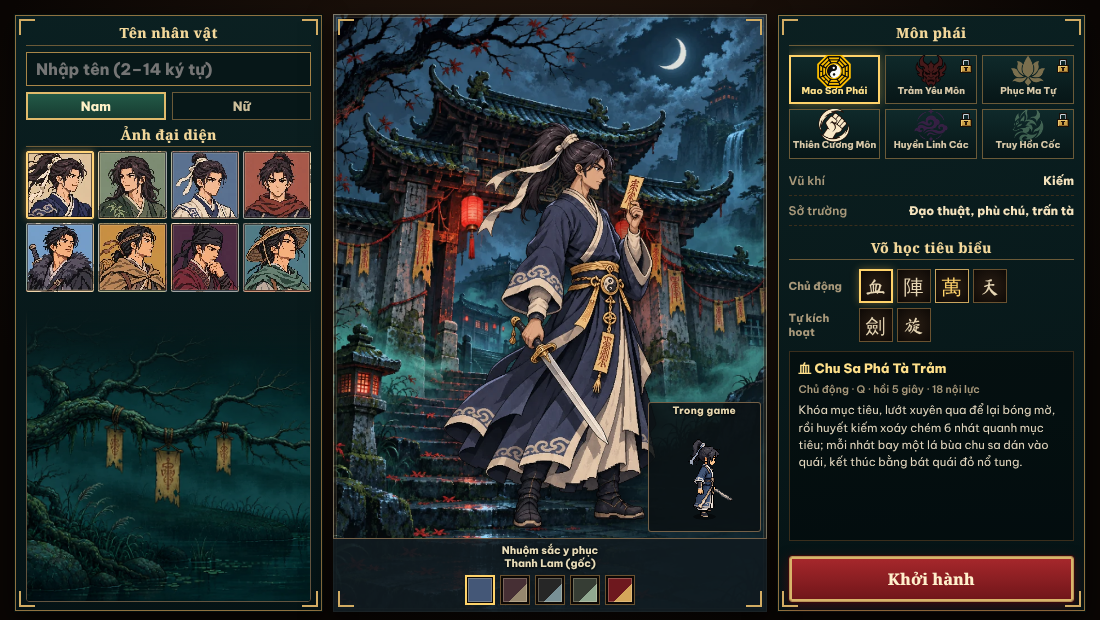 Tên nhân vật
Nhập tên (2–14 ký tự)
Nam
Nữ
Ảnh đại diện
Trong game
Nhuộm sắc y phục
Thanh Lam (gốc)
Môn phái
Mao Sơn Phái
Trảm Yêu Môn
Phục Ma Tự
Thiên Cương Môn
Huyền Linh Các
Truy Hồn Cốc
Vũ khí
Kiếm
Sở trường
Đạo thuật, phù chú, trấn tà
Võ học tiêu biểu
Chủ động
血 陣 萬 天
Tự kích
hoạt
劍 旋
血 Chu Sa Phá Tà Trảm
Chủ động · Q · hồi 5 giây · 18 nội lực
Khóa mục tiêu, lướt xuyên qua để lại bóng mờ,
rồi huyết kiếm xoáy chém 6 nhát quanh mục
tiêu; mỗi nhát bay một lá bùa chu sa dán vào
quái, kết thúc bằng bát quái đỏ nổ tung.
Khởi hành